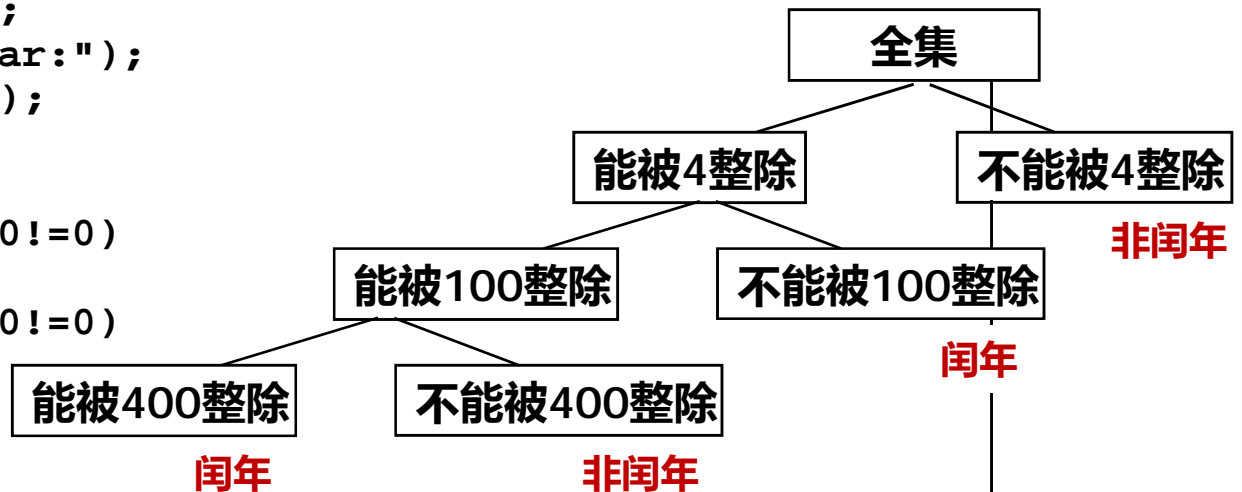 ;
ar:");
);
0!=0)
0!=0)
全集
能被4整除
不能被4整除
非闰年
能被100整除
不能被100整除
闰年
能被400整除
不能被400整除
闰年
非闰年